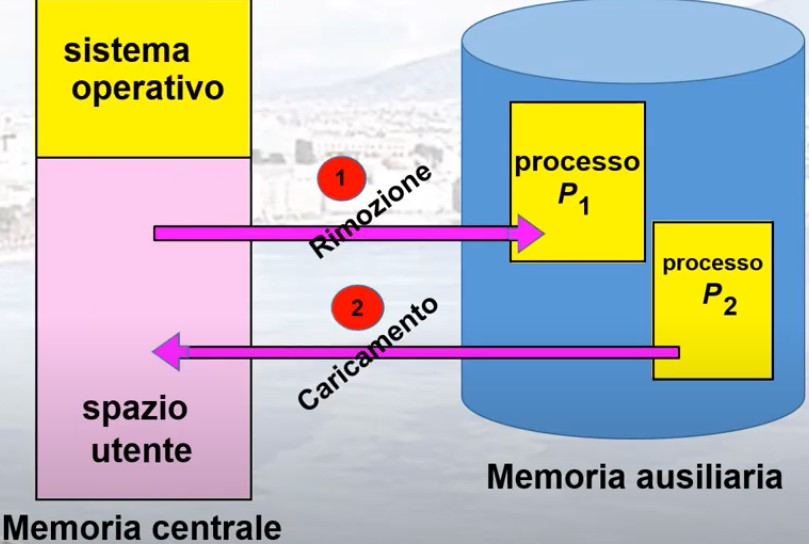 sistema
operativo
1
Rimozione
processo
P1
processo
P2
2
Caricamento
spazio
utente
Memoria ausiliaria
Memoria centrale